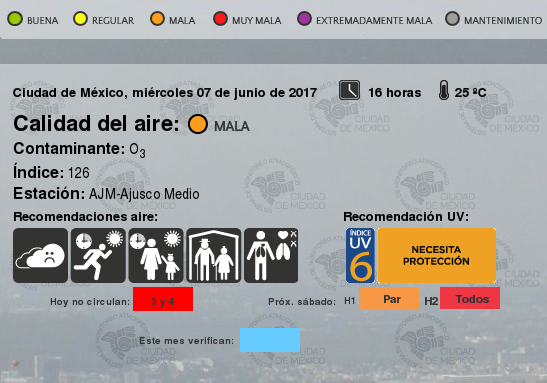 BUENA REGULAR MALA MUY MALA EXTREMADAMENTE MALA MANTENIMIENTO
Ciudad de México, miércoles 07 de junio de 2017 16 horas 25 ºC
Calidad del aire: MALA
Contaminante: O3
Índice: 126
Estación: AJM-Ajusco Medio
Recomendaciones aire: Recomendación UV:
ÍNDICE
UV
6
NECESITA
PROTECCIÓN
Hoy no circulan: 3 y 4 Próx. sábado: H1 Par H2 Todos
Este mes verifican:
CIUDAD
DE MÉXICO